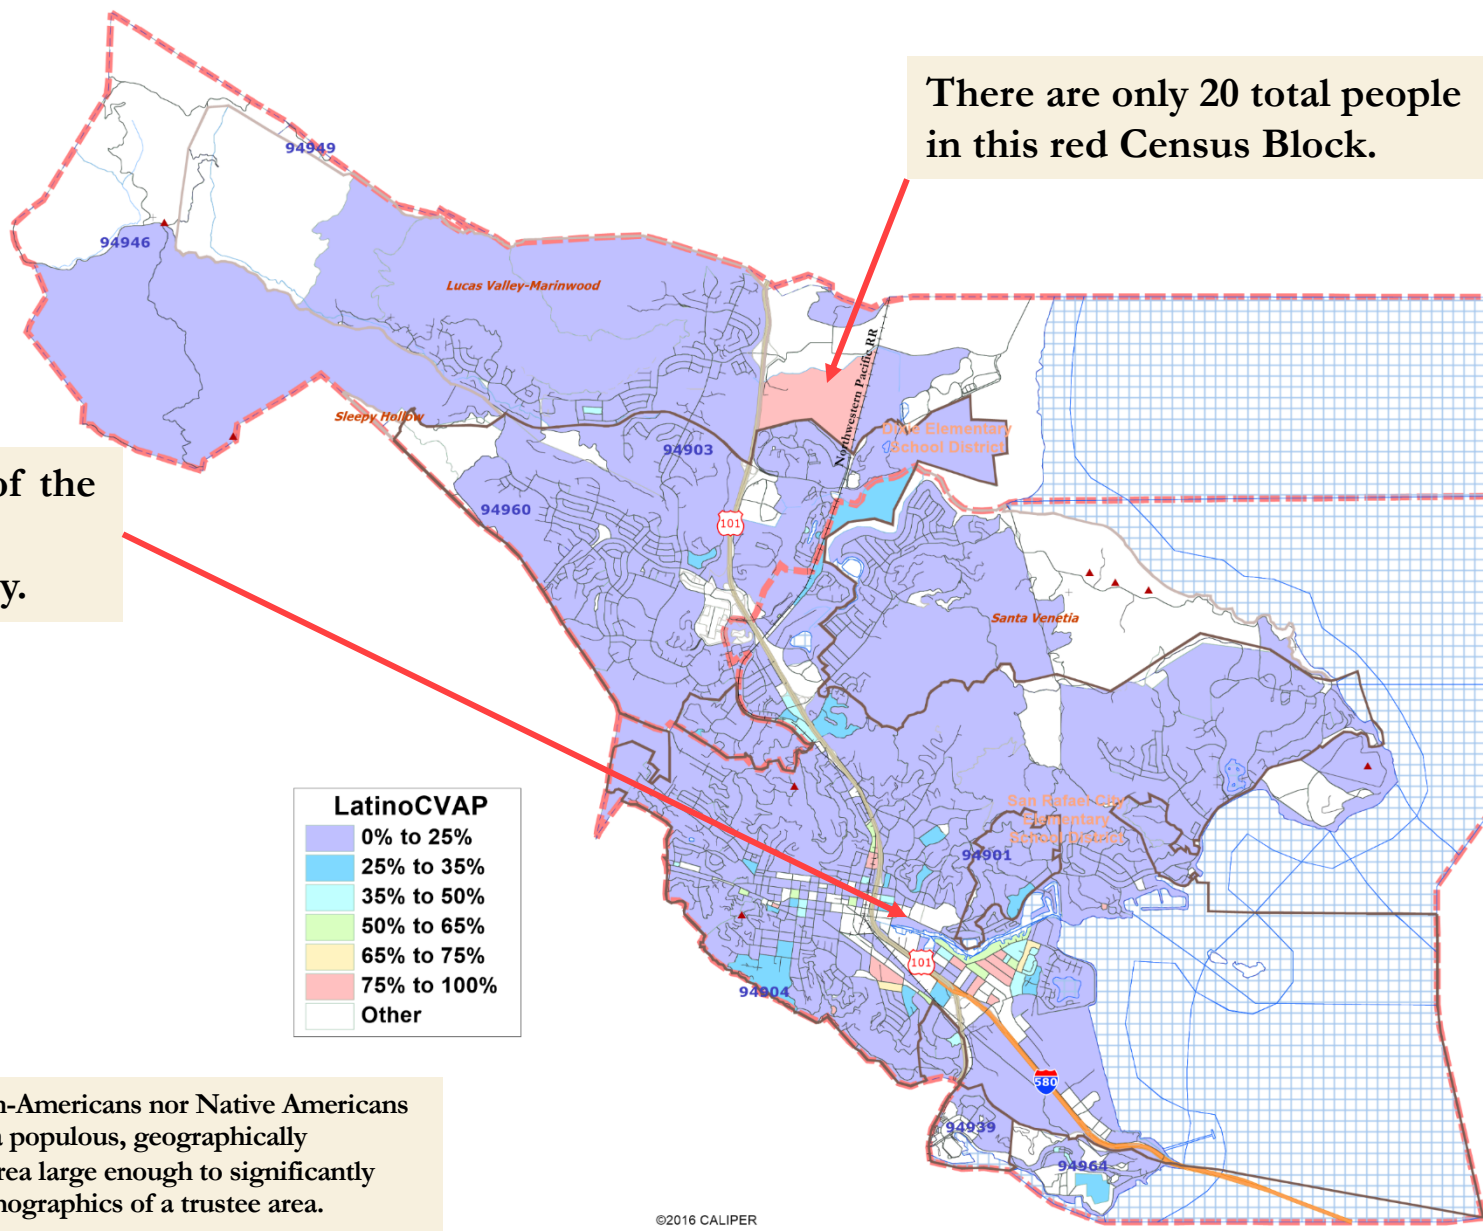 There are only 20 total people
in this red Census Block.
94949
94946
Lucas Valley-Marinwood
Northwestern Pacific RR
Sleepy Hollow
Elementary
School District
94903
of the
y.
94960
101
Santa Venetia
San Rafael City
Elementary
School District
94901
LatinoCVAP
0% to 25%
25% to 35%
35% to 50%
50% to 65%
65% to 75%
75% to 100%
Other
101
94904
580
n-Americans nor Native Americans
a populous, geographically
rea large enough to significantly
mographics of a trustee area.
94939
94964
©2016 CALIPER